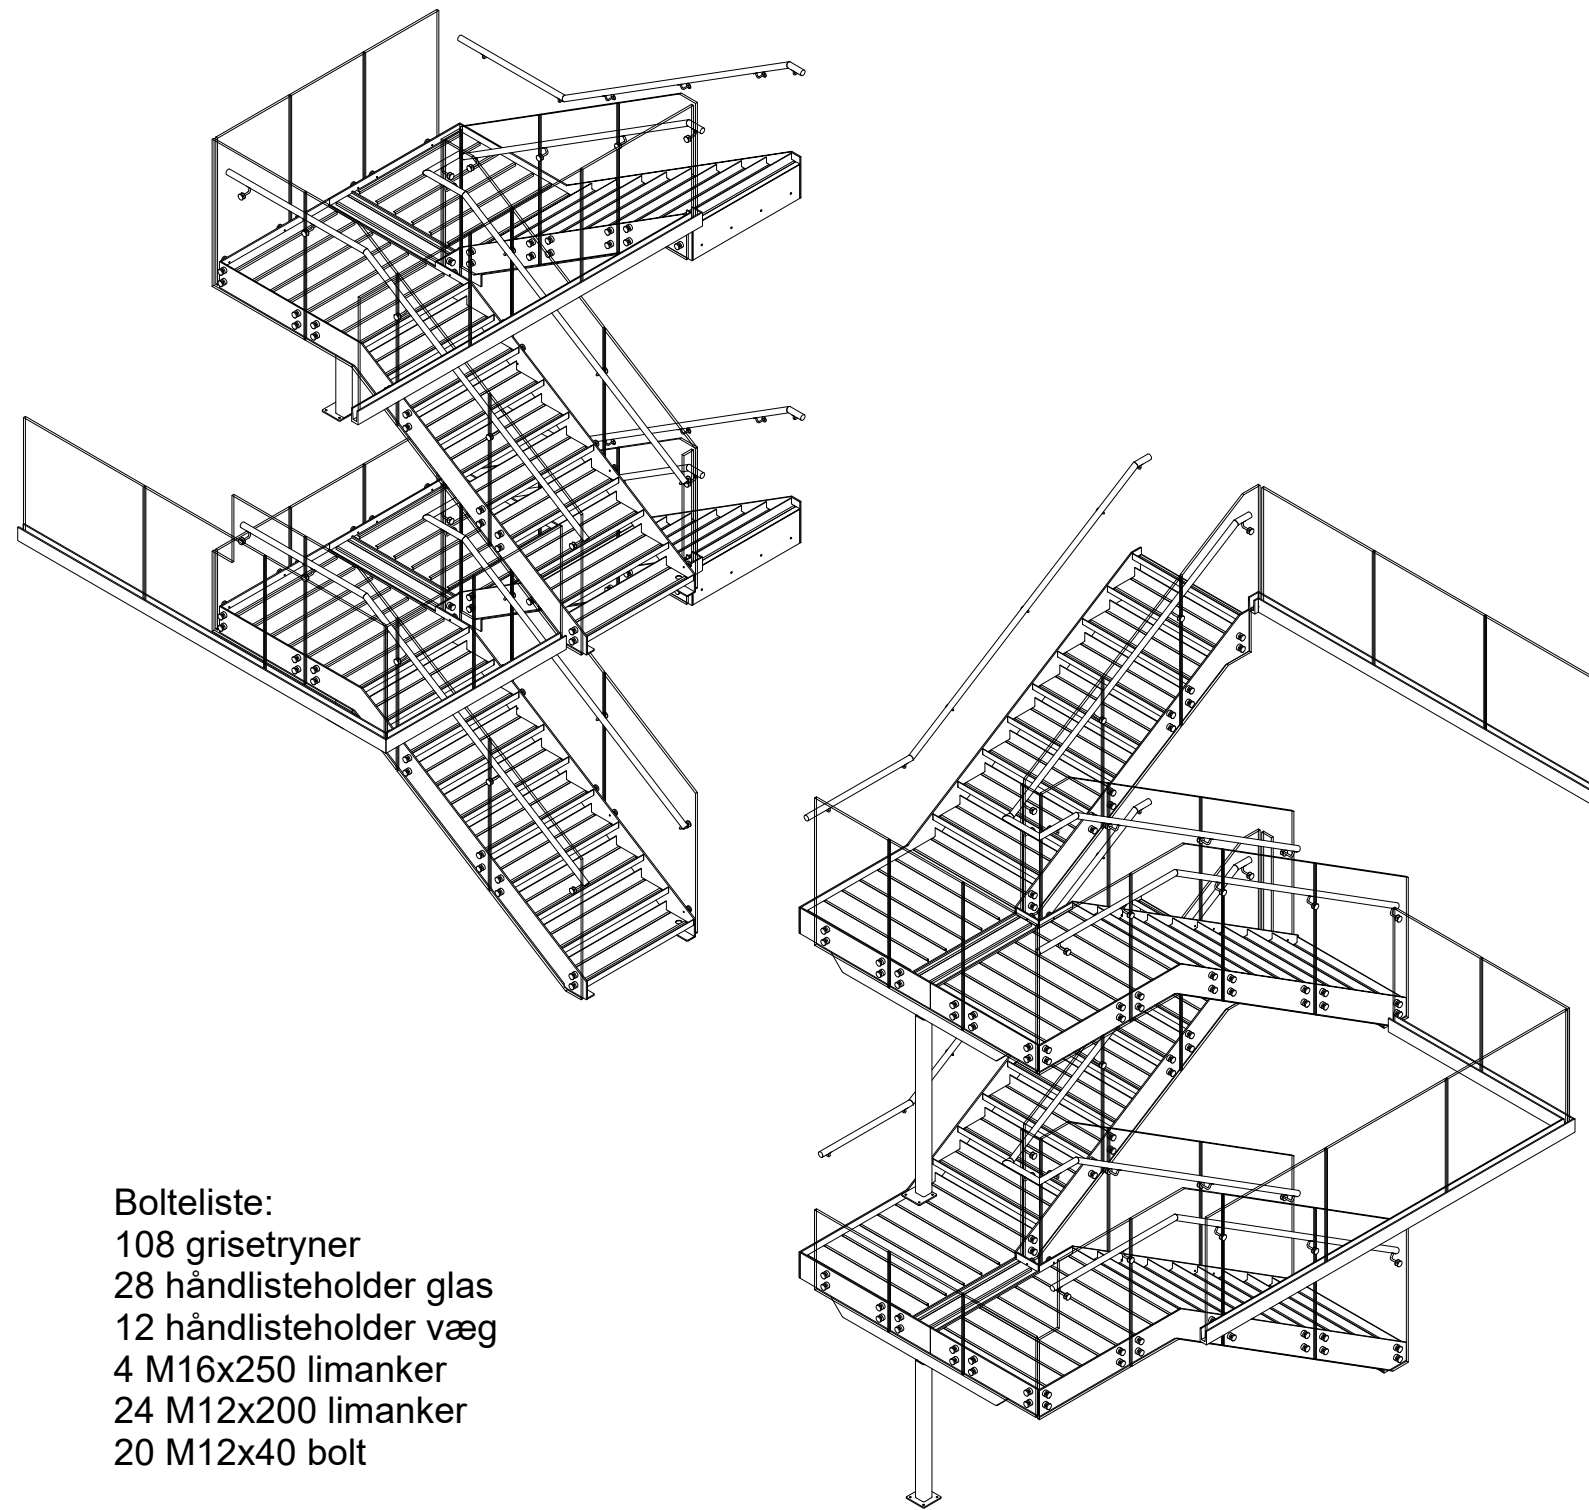 Bolteliste:
108 grisetryner
28 håndlisteholder glas
12 håndlisteholder væg
4 M16x250 limanker
24 M12x200 limanker
20 M12x40 bolt